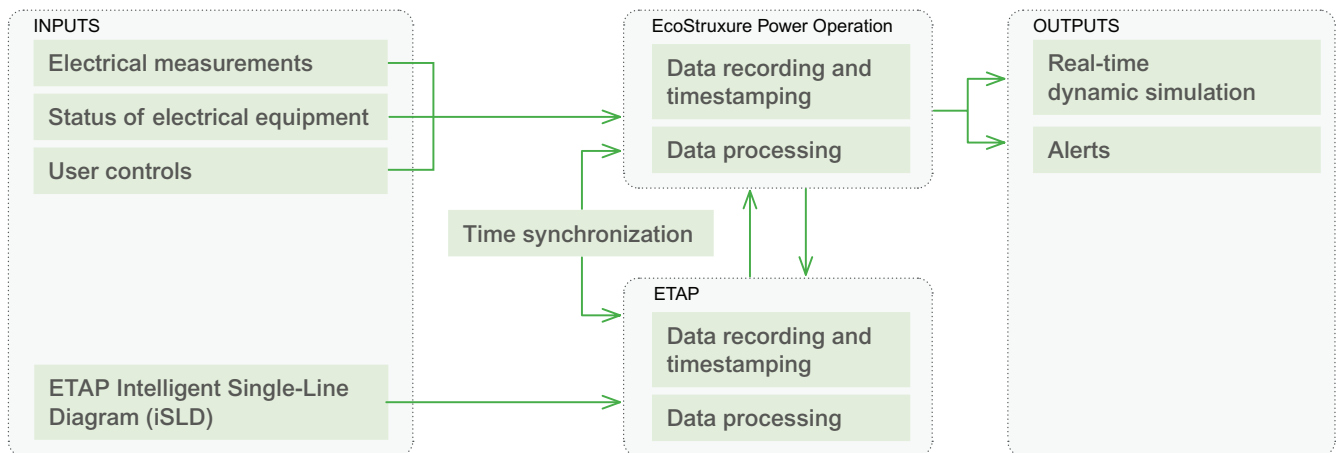 INPUTS
Electrical measurements
Status of electrical equipment
User controls
ETAP Intelligent Single-Line
Diagram (iSLD)
Time synchronization
EcoStruxure Power Operation
Data recording and
timestamping
Data processing
ETAP
Data recording and
timestamping
Data processing
OUTPUTS
Real-time
dynamic simulation
Alerts